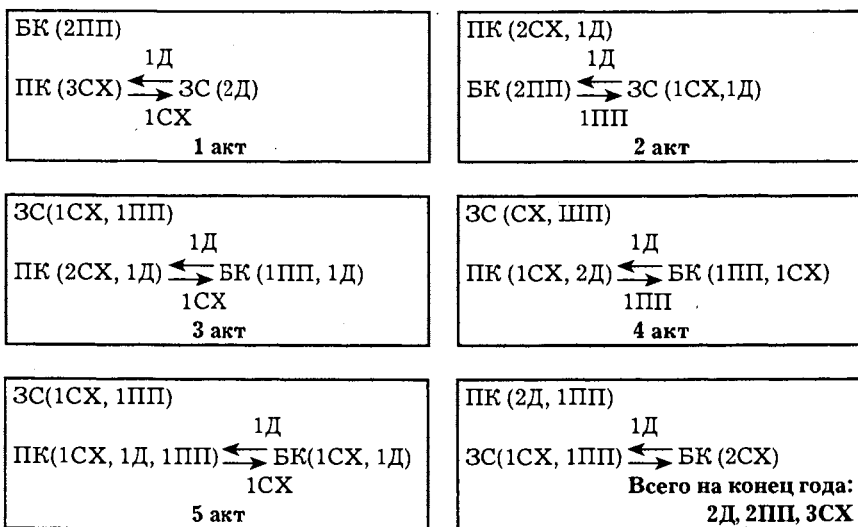 БК (2ПП)
1Д
ПК (3СХ) ЗС (2Д)
1СХ
1 акт
ПК (2СХ, 1Д)
1Д
БК (2ПП) ЗС (1СХ,1Д)
1ПП
2 акт
ЗС(1СХ, 1ПП)
1Д
ПК (2СХ, 1Д) БК (1ПП, 1Д)
1СХ
3 акт
ЗС (СХ, ШП)
1Д
ПК (1СХ, 2Д) БК (1ПП, 1СХ)
1ПП
4 акт
ЗС(1СХ, 1ПП)
1Д
ПК(1СХ, 1Д, 1ПП) БК(1СХ, 1Д)
1СХ
5 акт
ПК (2Д, 1ПП)
1Д
ЗС(1СХ, 1ПП) БК (2СХ)
Всего на конец года:
2Д, 2ПП, 3СХ